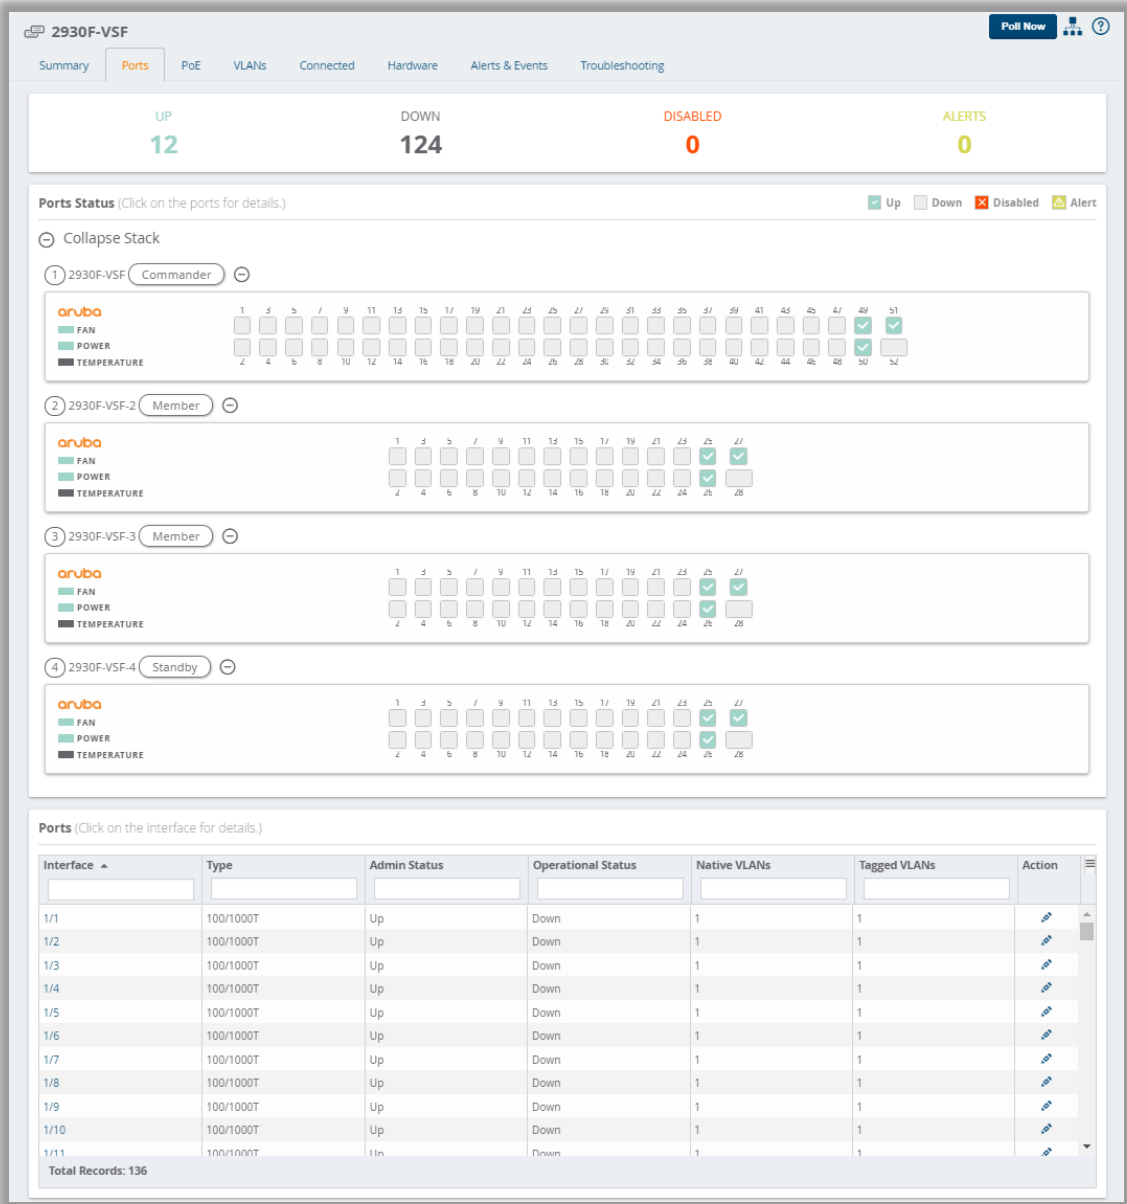 2930F-VSF
Poll Now
Summary Ports PoE VLANs Connected Hardware Alerts & Events Troubleshooting
UP DOWN DISABLED ALERTS
12 124 0 0
Ports Status (Click on the ports for details.) Up Down Disabled Alert
Collapse Stack
1 2930F-VSF Commander
1 3 5 7 9 11 13 15 17 19 21 23 25 27 29 31 33 35 37 39 41 43 45 47 49 51
aruba
FAN
POWER
TEMPERATURE
2 4 6 8 10 12 14 16 18 20 22 24 26 28 30 32 34 36 38 40 42 44 46 48 50 52
2 2930F-VSF-2 Member
1 3 5 7 9 11 13 15 17 19 21 23 25 27
aruba
FAN
POWER
TEMPERATURE
2 4 6 8 10 12 14 16 18 20 22 24 26 28
3 2930F-VSF-3 Member
1 3 5 7 9 11 13 15 17 19 21 23 25 27
aruba
FAN
POWER
TEMPERATURE
2 4 6 8 10 12 14 16 18 20 22 24 26 28
4 2930F-VSF-4 Standby
1 3 5 7 9 11 13 15 17 19 21 23 25 27
aruba
FAN
POWER
TEMPERATURE
2 4 6 8 10 12 14 16 18 20 22 24 26 28
Ports (Click on the interface for details.)
Interface Type Admin Status Operational Status Native VLANs Tagged VLANs Action
1/1 100/1000T Up Down 1 1
1/2 100/1000T Up Down 1 1
1/3 100/1000T Up Down 1 1
1/4 100/1000T Up Down 1 1
1/5 100/1000T Up Down 1 1
1/6 100/1000T Up Down 1 1
1/7 100/1000T Up Down 1 1
1/8 100/1000T Up Down 1 1
1/9 100/1000T Up Down 1 1
1/10 100/1000T Up Down 1 1
1/11 100/1000T Up Down 1 1
Total Records: 136